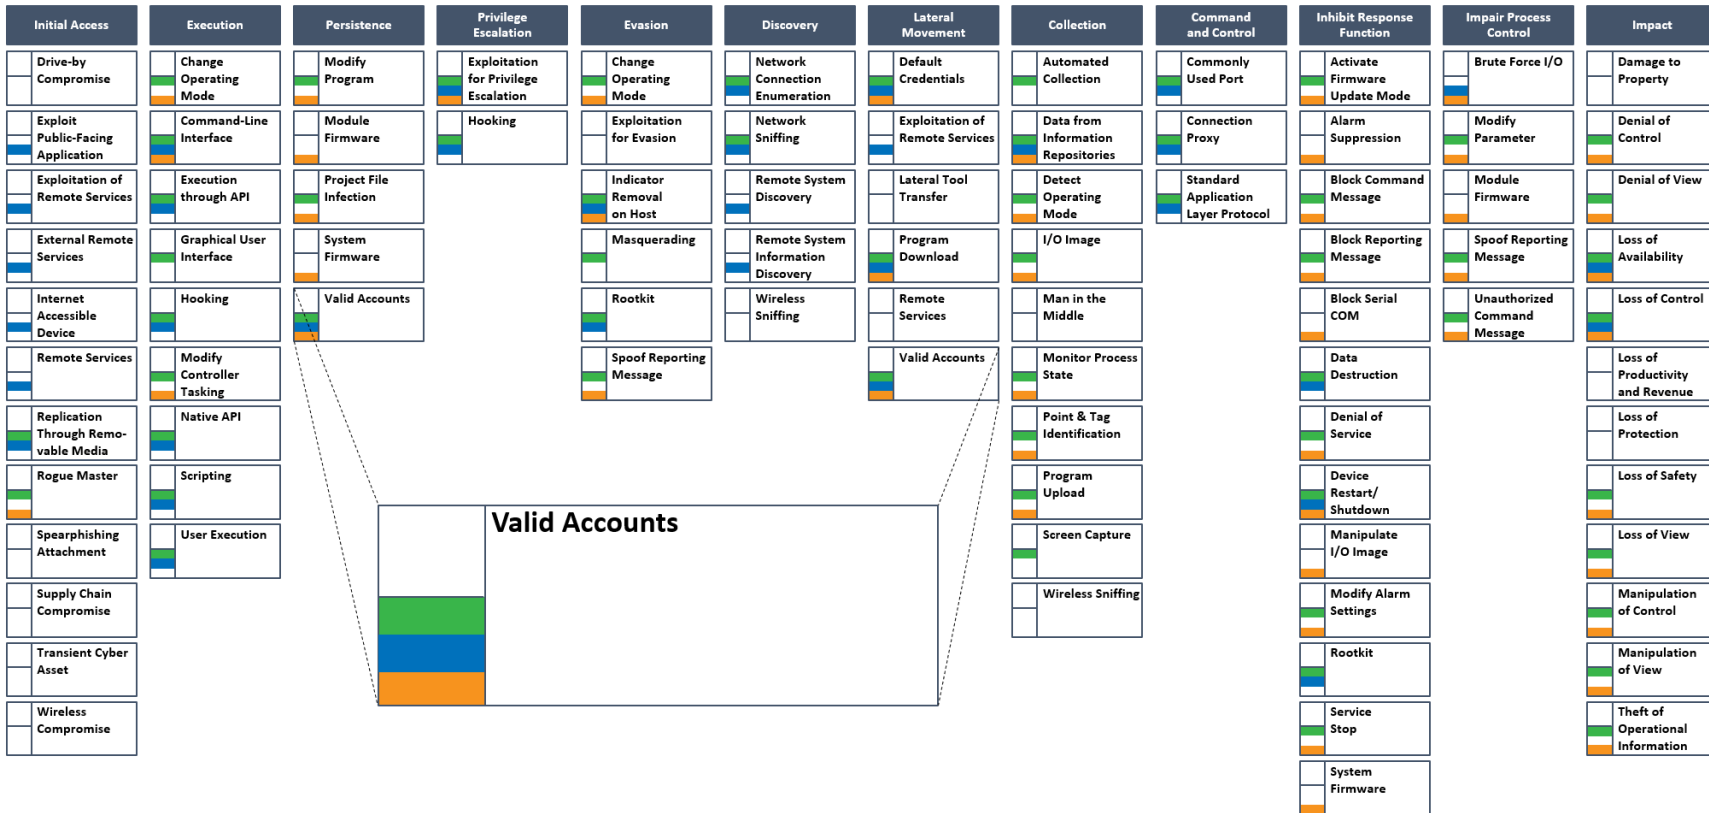 Initial Access
Drive-by
Compromise
Exploit
Public-Facing
Application
Exploitation of
Remote Services
External Remote
Services
Internet
Accessible
Device
Remote Services
Replication
Through Remo-
vable Media
Rogue Master
Spearphishing
Attachment
Supply Chain
Compromise
Transient Cyber
Asset
Wireless
Compromise
Execution
Change
Operating
Mode
Command-Line
Interface
Execution
through API
Graphical User
Interface
Hooking
Modify
Controller
Tasking
Native API
Scripting
User Execution
Persistence
Modify
Program
Module
Firmware
Project File
Infection
System
Firmware
Valid Accounts
Privilege
Escalation
Exploitation
for Privilege
Escalation
Hooking
Evasion
Change
Operating
Mode
Exploitation
for Evasion
Indicator
Removal
on Host
Masquerading
Rootkit
Spoof Reporting
Message
Discovery
Network
Connection
Enumeration
Network
Sniffing
Remote System
Discovery
Remote System
Information
Discovery
Wireless
Sniffing
Lateral
Movement
Default
Credentials
Exploitation of
Remote Services
Lateral Tool
Transfer
Program
Download
Remote
Services
Valid Accounts
Valid Accounts
Collection
Automated
Collection
Data from
Information
Repositories
Detect
Operating
Mode
I/O Image
Man in the
Middle
Monitor Process
State
Point & Tag
Identification
Program
Upload
Screen Capture
Wireless Sniffing
Command
and Control
Commonly
Used Port
Connection
Proxy
Standard
Application
Layer Protocol
Inhibit Response
Function
Activate
Firmware
Update Mode
Alarm
Suppression
Block Command
Message
Block Reporting
Message
Block Serial
COM
Data
Destruction
Denial of
Service
Device
Restart/
Shutdown
Manipulate
I/O Image
Modify Alarm
Settings
Rootkit
Service
Stop
System
Firmware
Impair Process
Control
Brute Force I/O
Modify
Parameter
Module
Firmware
Spoof Reporting
Message
Unauthorized
Command
Message
Impact
Damage to
Property
Denial of
Control
Denial of View
Loss of
Availability
Loss of Control
Loss of
Productivity
and Revenue
Loss of
Protection
Loss of Safety
Loss of View
Manipulation
of Control
Manipulation
of View
Theft of
Operational
Information